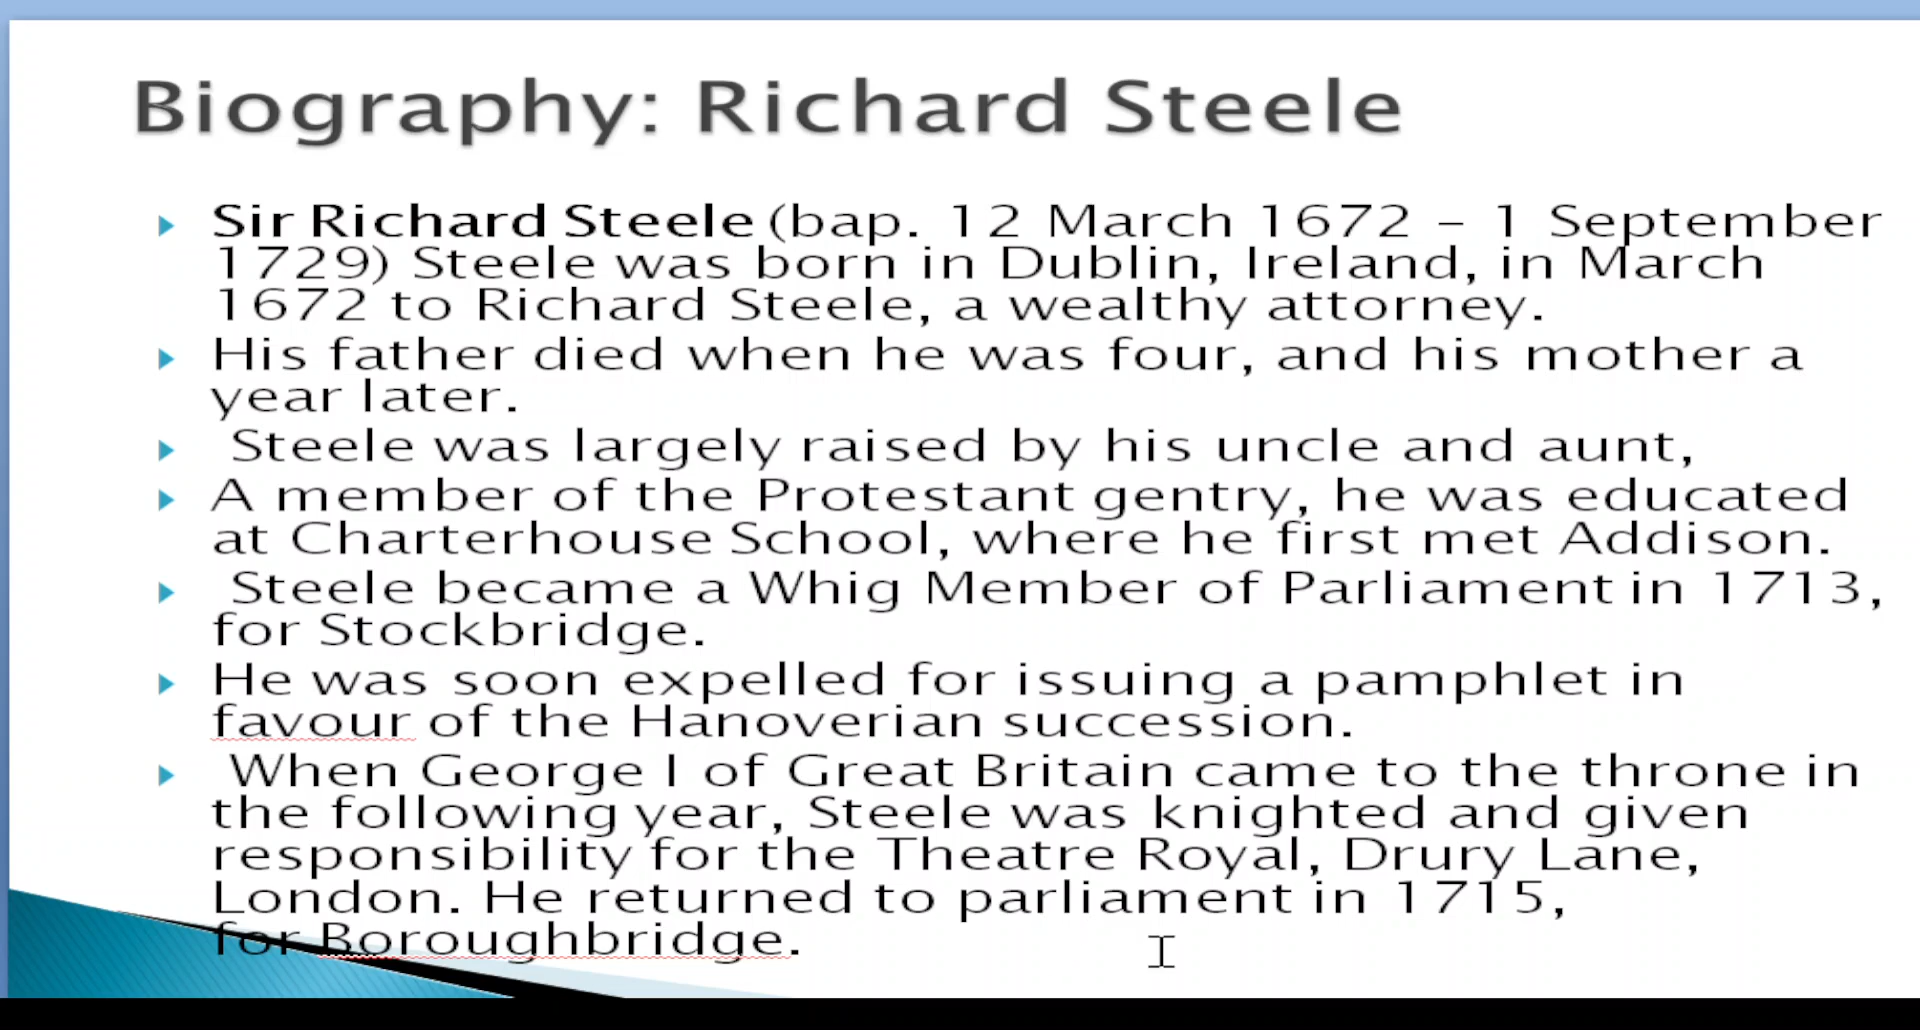 Biography: Richard Steele
Sir Richard Steele (bap. 12 March 1672 – 1 September
1729) Steele was born in Dublin, Ireland, in March
1672 to Richard Steele, a wealthy attorney.
His father died when he was four, and his mother a
year later.
Steele was largely raised by his uncle and aunt,
A member of the Protestant gentry, he was educated
at Charterhouse School, where he first met Addison.
Steele became a Whig Member of Parliament in 1713,
for Stockbridge.
He was soon expelled for issuing a pamphlet in
favour of the Hanoverian succession.
When George I of Great Britain came to the throne in
the following year, Steele was knighted and given
responsibility for the Theatre Royal, Drury Lane,
London. He returned to parliament in 1715,
for Boroughbridge.